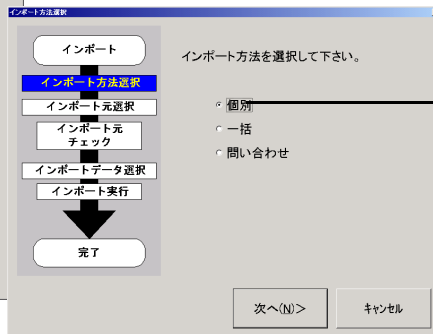 インポート方法選択
インポート
インポート方法選択
インポート元選択
インポート元
チェック
インポートデータ選択
インポート実行
完了
インポート方法を選択して下さい。
個別
一括
問い合わせ
次へ(N)>
キャンセル